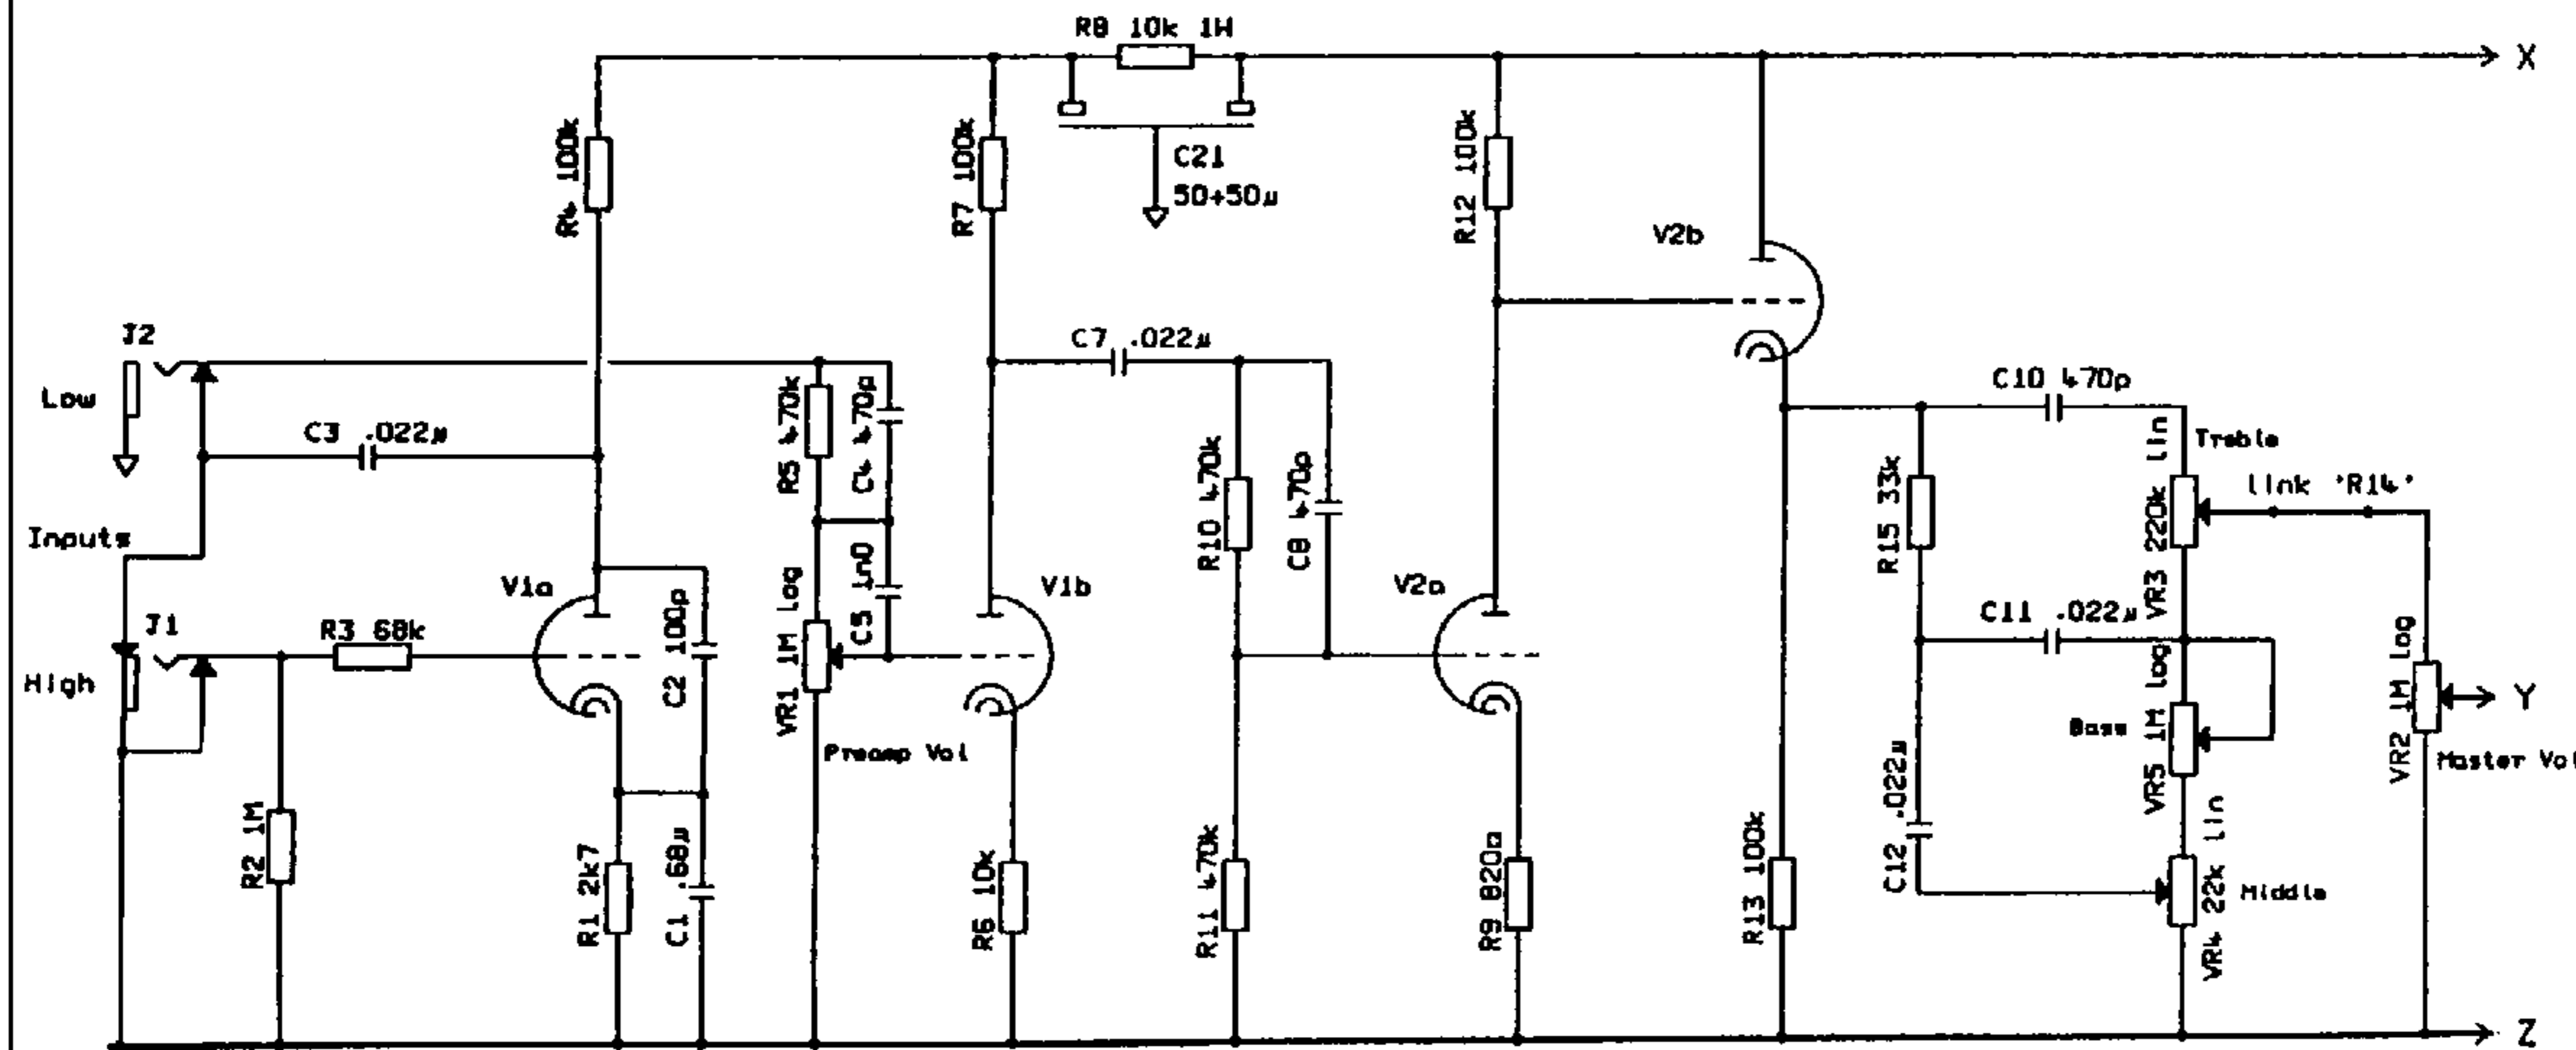 R8 10k 1W
X
R4 100k
R7 100k
C21
50+50µ
R12 100k
V2b
J2
Low
C3 .022µ
R5 470k
C4 470p
C7 .022µ
C10 470p
lin
Treble
link 'R14'
R10 470k
C8 470p
R15 33k
VR3 220k
Inputs
J1
High
R3 68k
V1a
C2 100p
VR1 1M log
C5 1n0
V1b
V2a
C11 .022µ
VR5 1M log
Bass
VR2 1M log
Y
Master Vol
Preamp Vol
R2 1M
R1 2k7
C1 .68µ
R6 10k
R11 470k
R9 820a
R13 100k
C12 .022µ
VR4 22k lin
Middle
Z